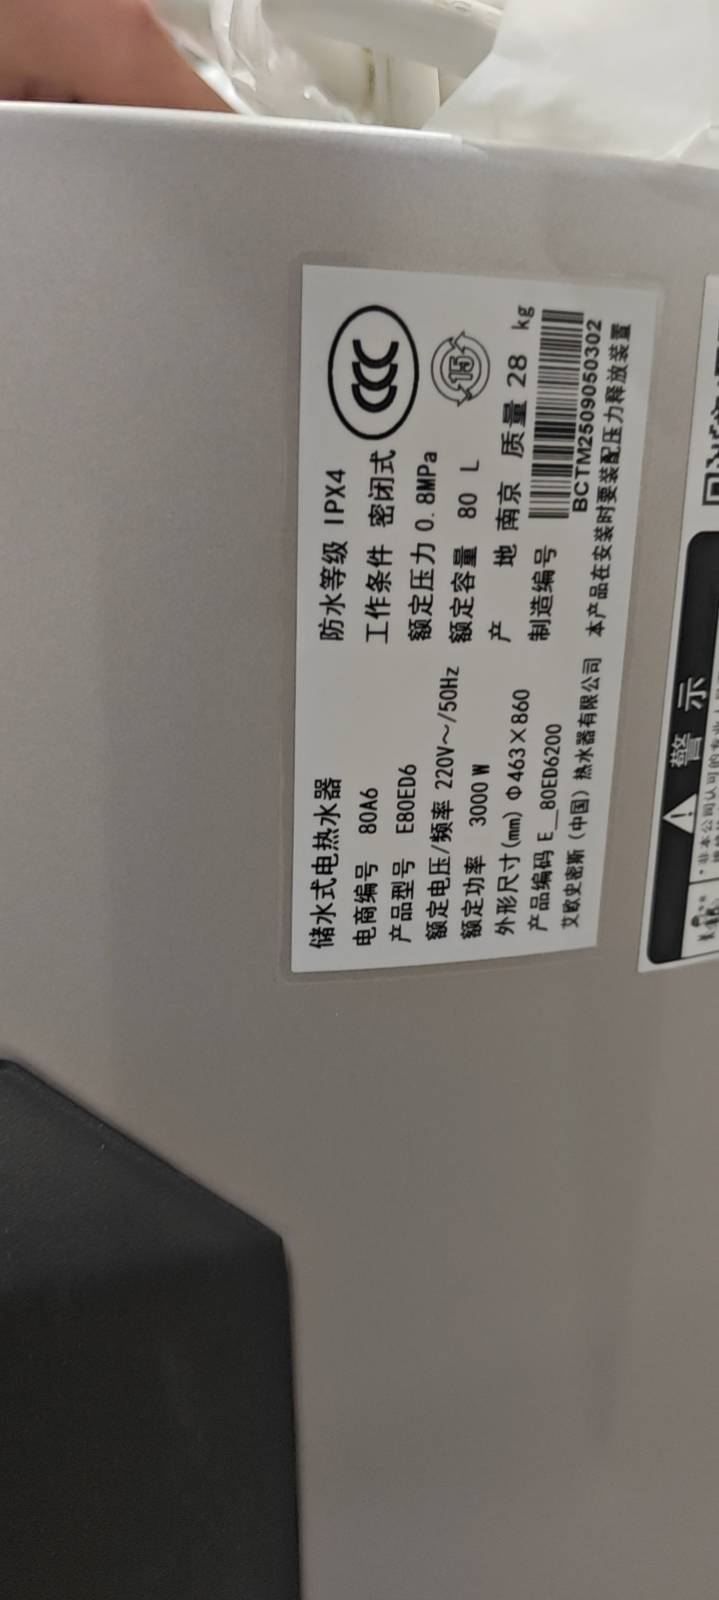 储水式电热水器
电商编号 80A6
产品型号 E80ED6
额定电压/频率 220V～/50Hz
额定功率 3000 W
外形尺寸(mm) Φ463×860
产品编码 E__80ED6200
艾欧史密斯（中国）热水器有限公司
防水等级 IPX4
工作条件 密闭式
额定压力 0.8MPa
额定容量 80 L
产 地 南京 质量 28 kg
制造编号
BCTM2509050302
本产品在安装时要装配压力释放装置
CCC
15
警 示